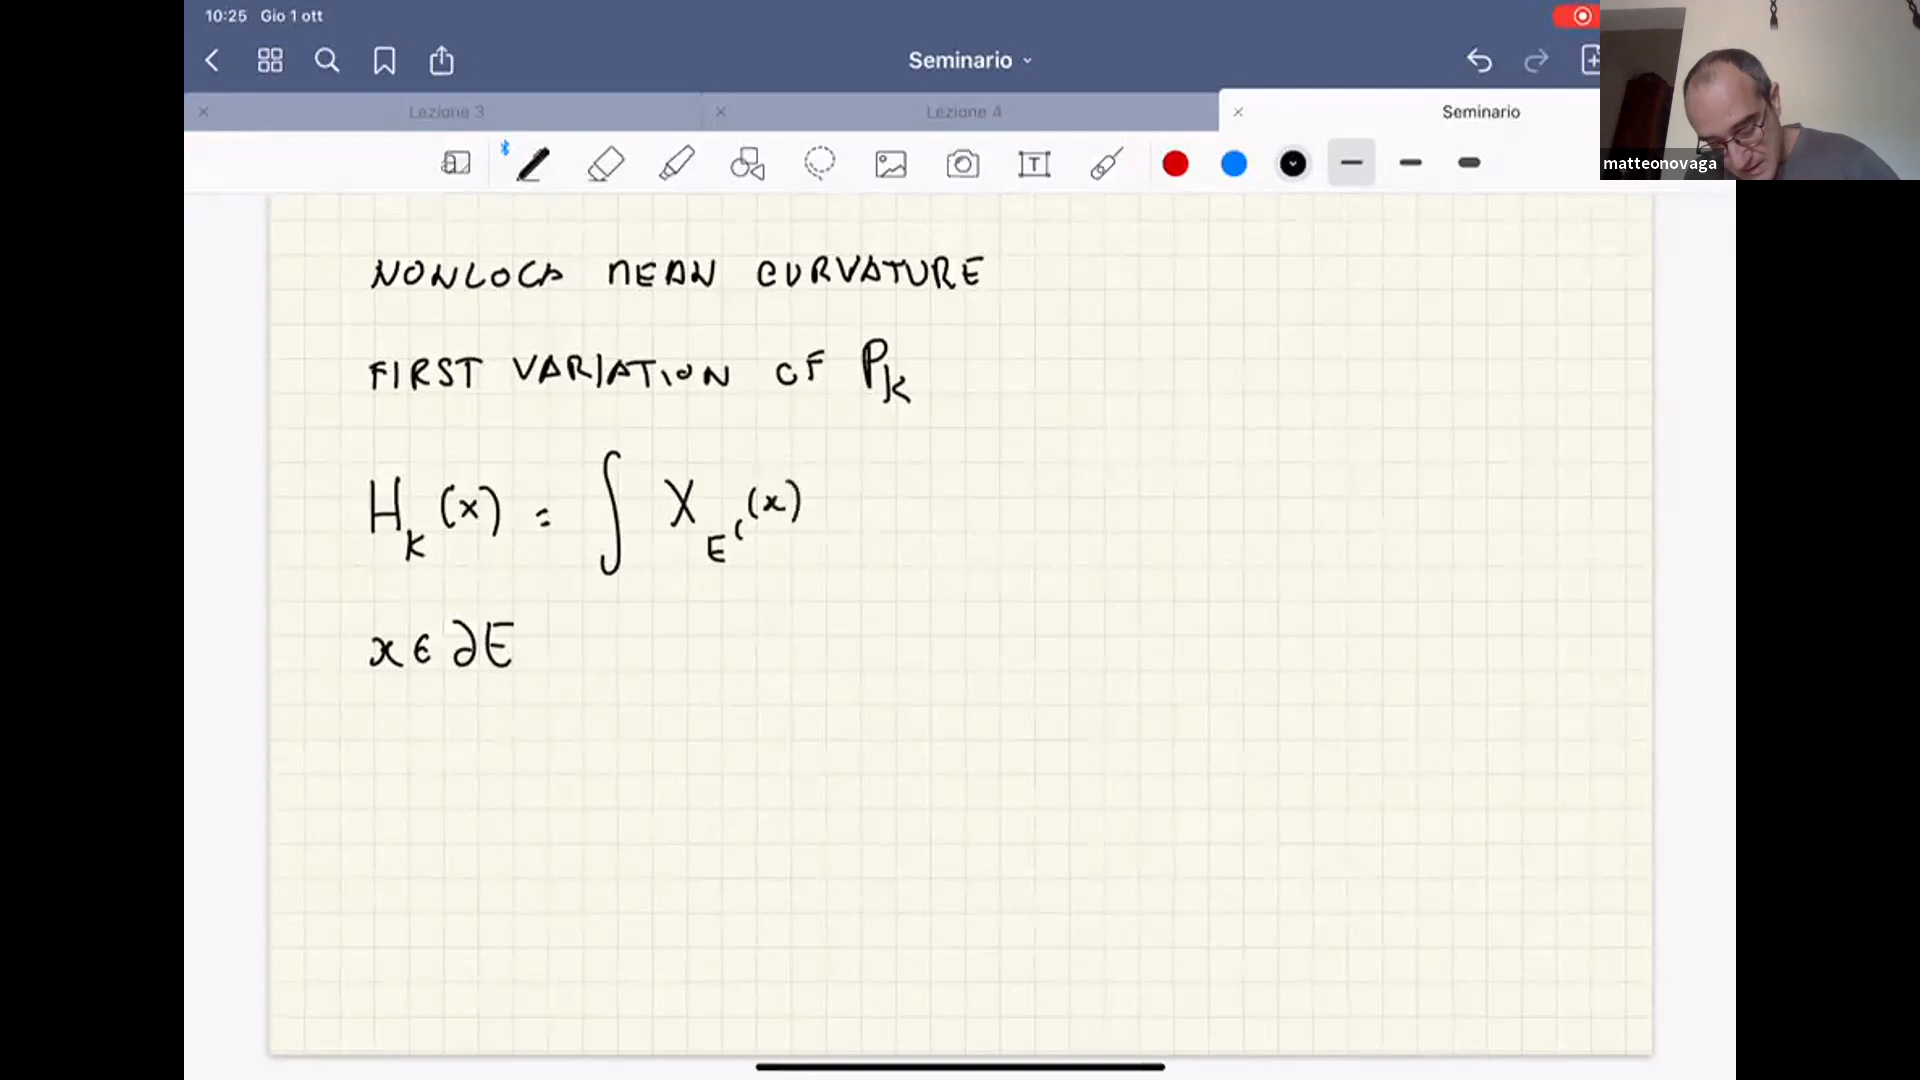 10:25 Gio 1 ott
Seminario
Lezione 3
Lezione 4
Seminario
matteonovaga
NONLOCA MEAN CURVATURE
FIRST VARIATION OF P_K
H_K (x) = ∫ χ_{E^c} (x)
x ∈ ∂E